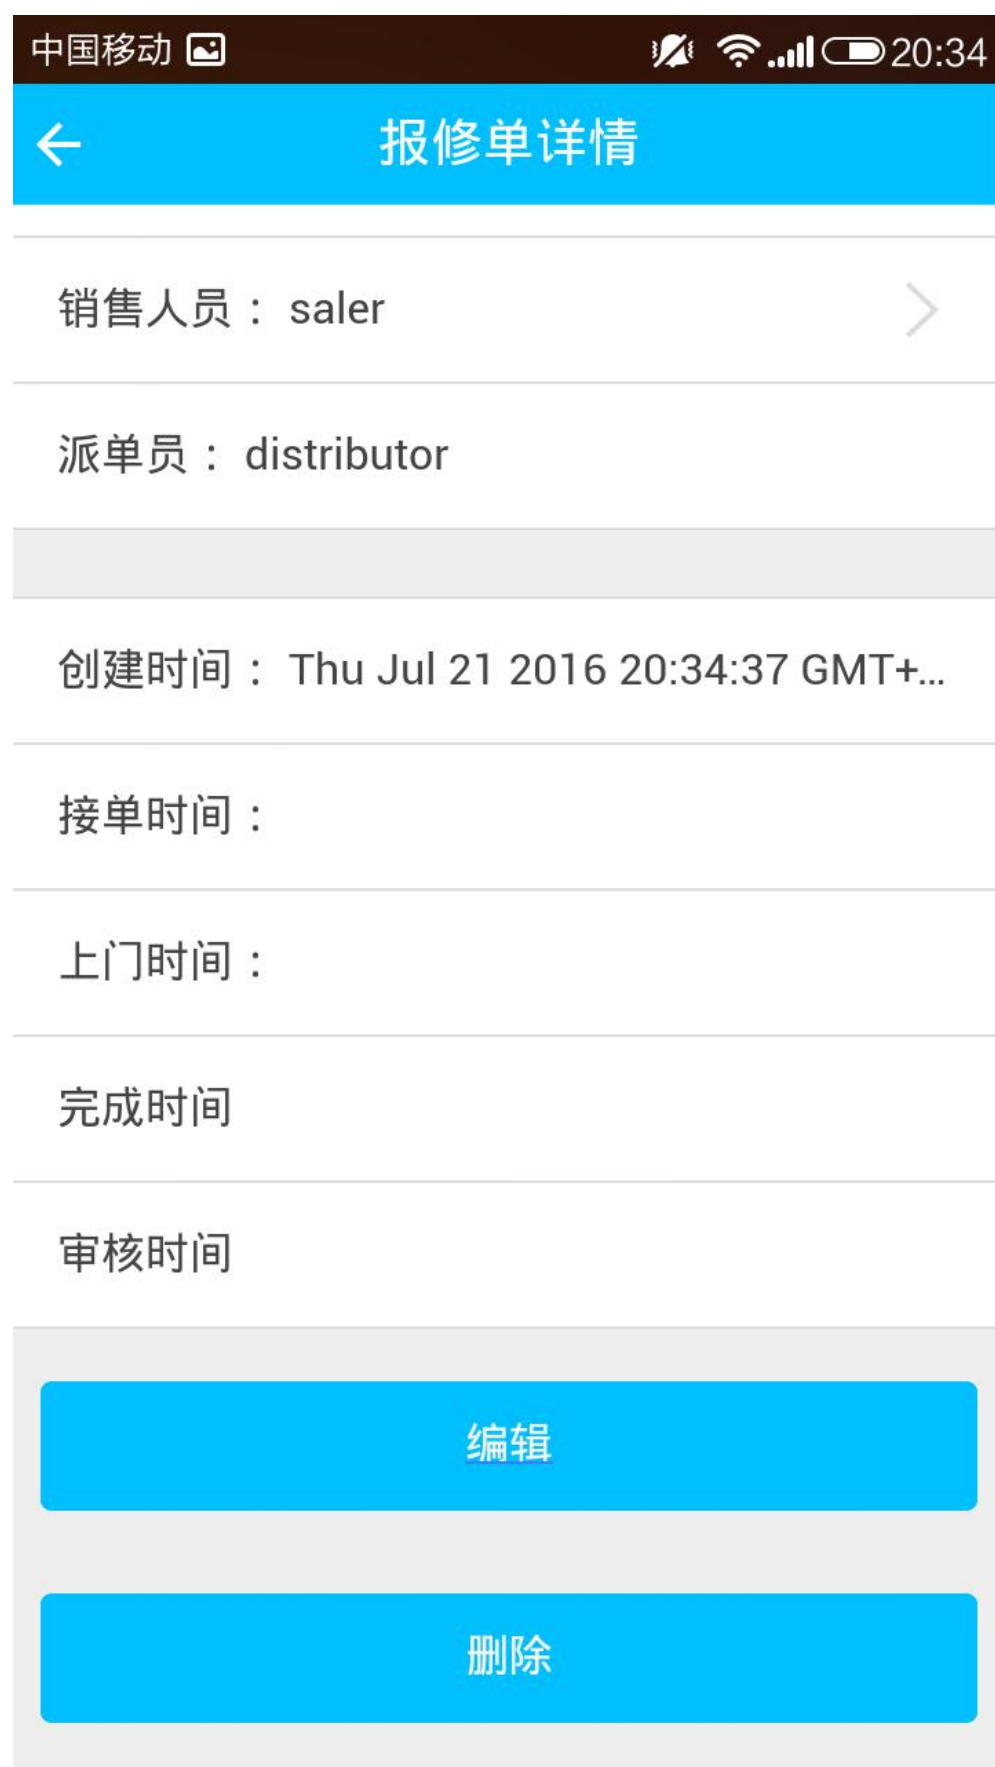 中国移动 20:34
报修单详情
销售人员： saler
派单员： distributor
创建时间： Thu Jul 21 2016 20:34:37 GMT+...
接单时间：
上门时间：
完成时间
审核时间
编辑
删除